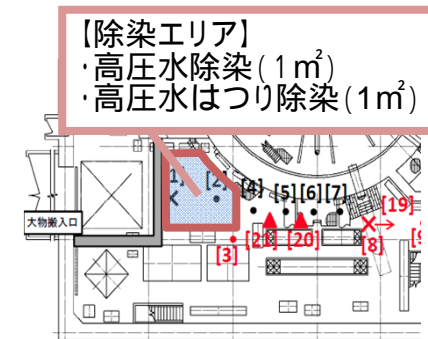 【除染エリア】
･高圧水除染(1㎡)
･高圧水はつり除染(1㎡)
1]
[2]
[4]
[5]
[6]
[7]
[19]
大物搬入口
[3]
[21]
[20]
[8]